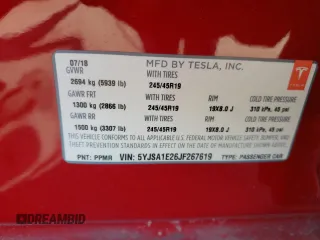 07/18
MFD BY TESLA, INC.
GVWR
2694 kg (5939 lb)
WITH TIRES
245/45R19
GAWR FRT
1300 kg (2866 lb)
WITH TIRES
245/45R19
RIM
19X8.0 J
COLD TIRE PRESSURE
310 kPa, 45 psi
GAWR RR
1500 kg (3307 lb)
WITH TIRES
245/45R19
RIM
19X8.0 J
COLD TIRE PRESSURE
310 kPa, 45 psi
THIS VEHICLE CONFORMS TO ALL APPLICABLE U.S. FEDERAL MOTOR VEHICLE SAFETY, BUMPER, AND
THEFT PREVENTION STANDARDS IN EFFECT ON THE DATE OF MANUFACTURE SHOWN ABOVE.
PNT: PPMR VIN: 5YJSA1E26JF267619 TYPE: PASSENGER CAR
TESLA
DREAMBID